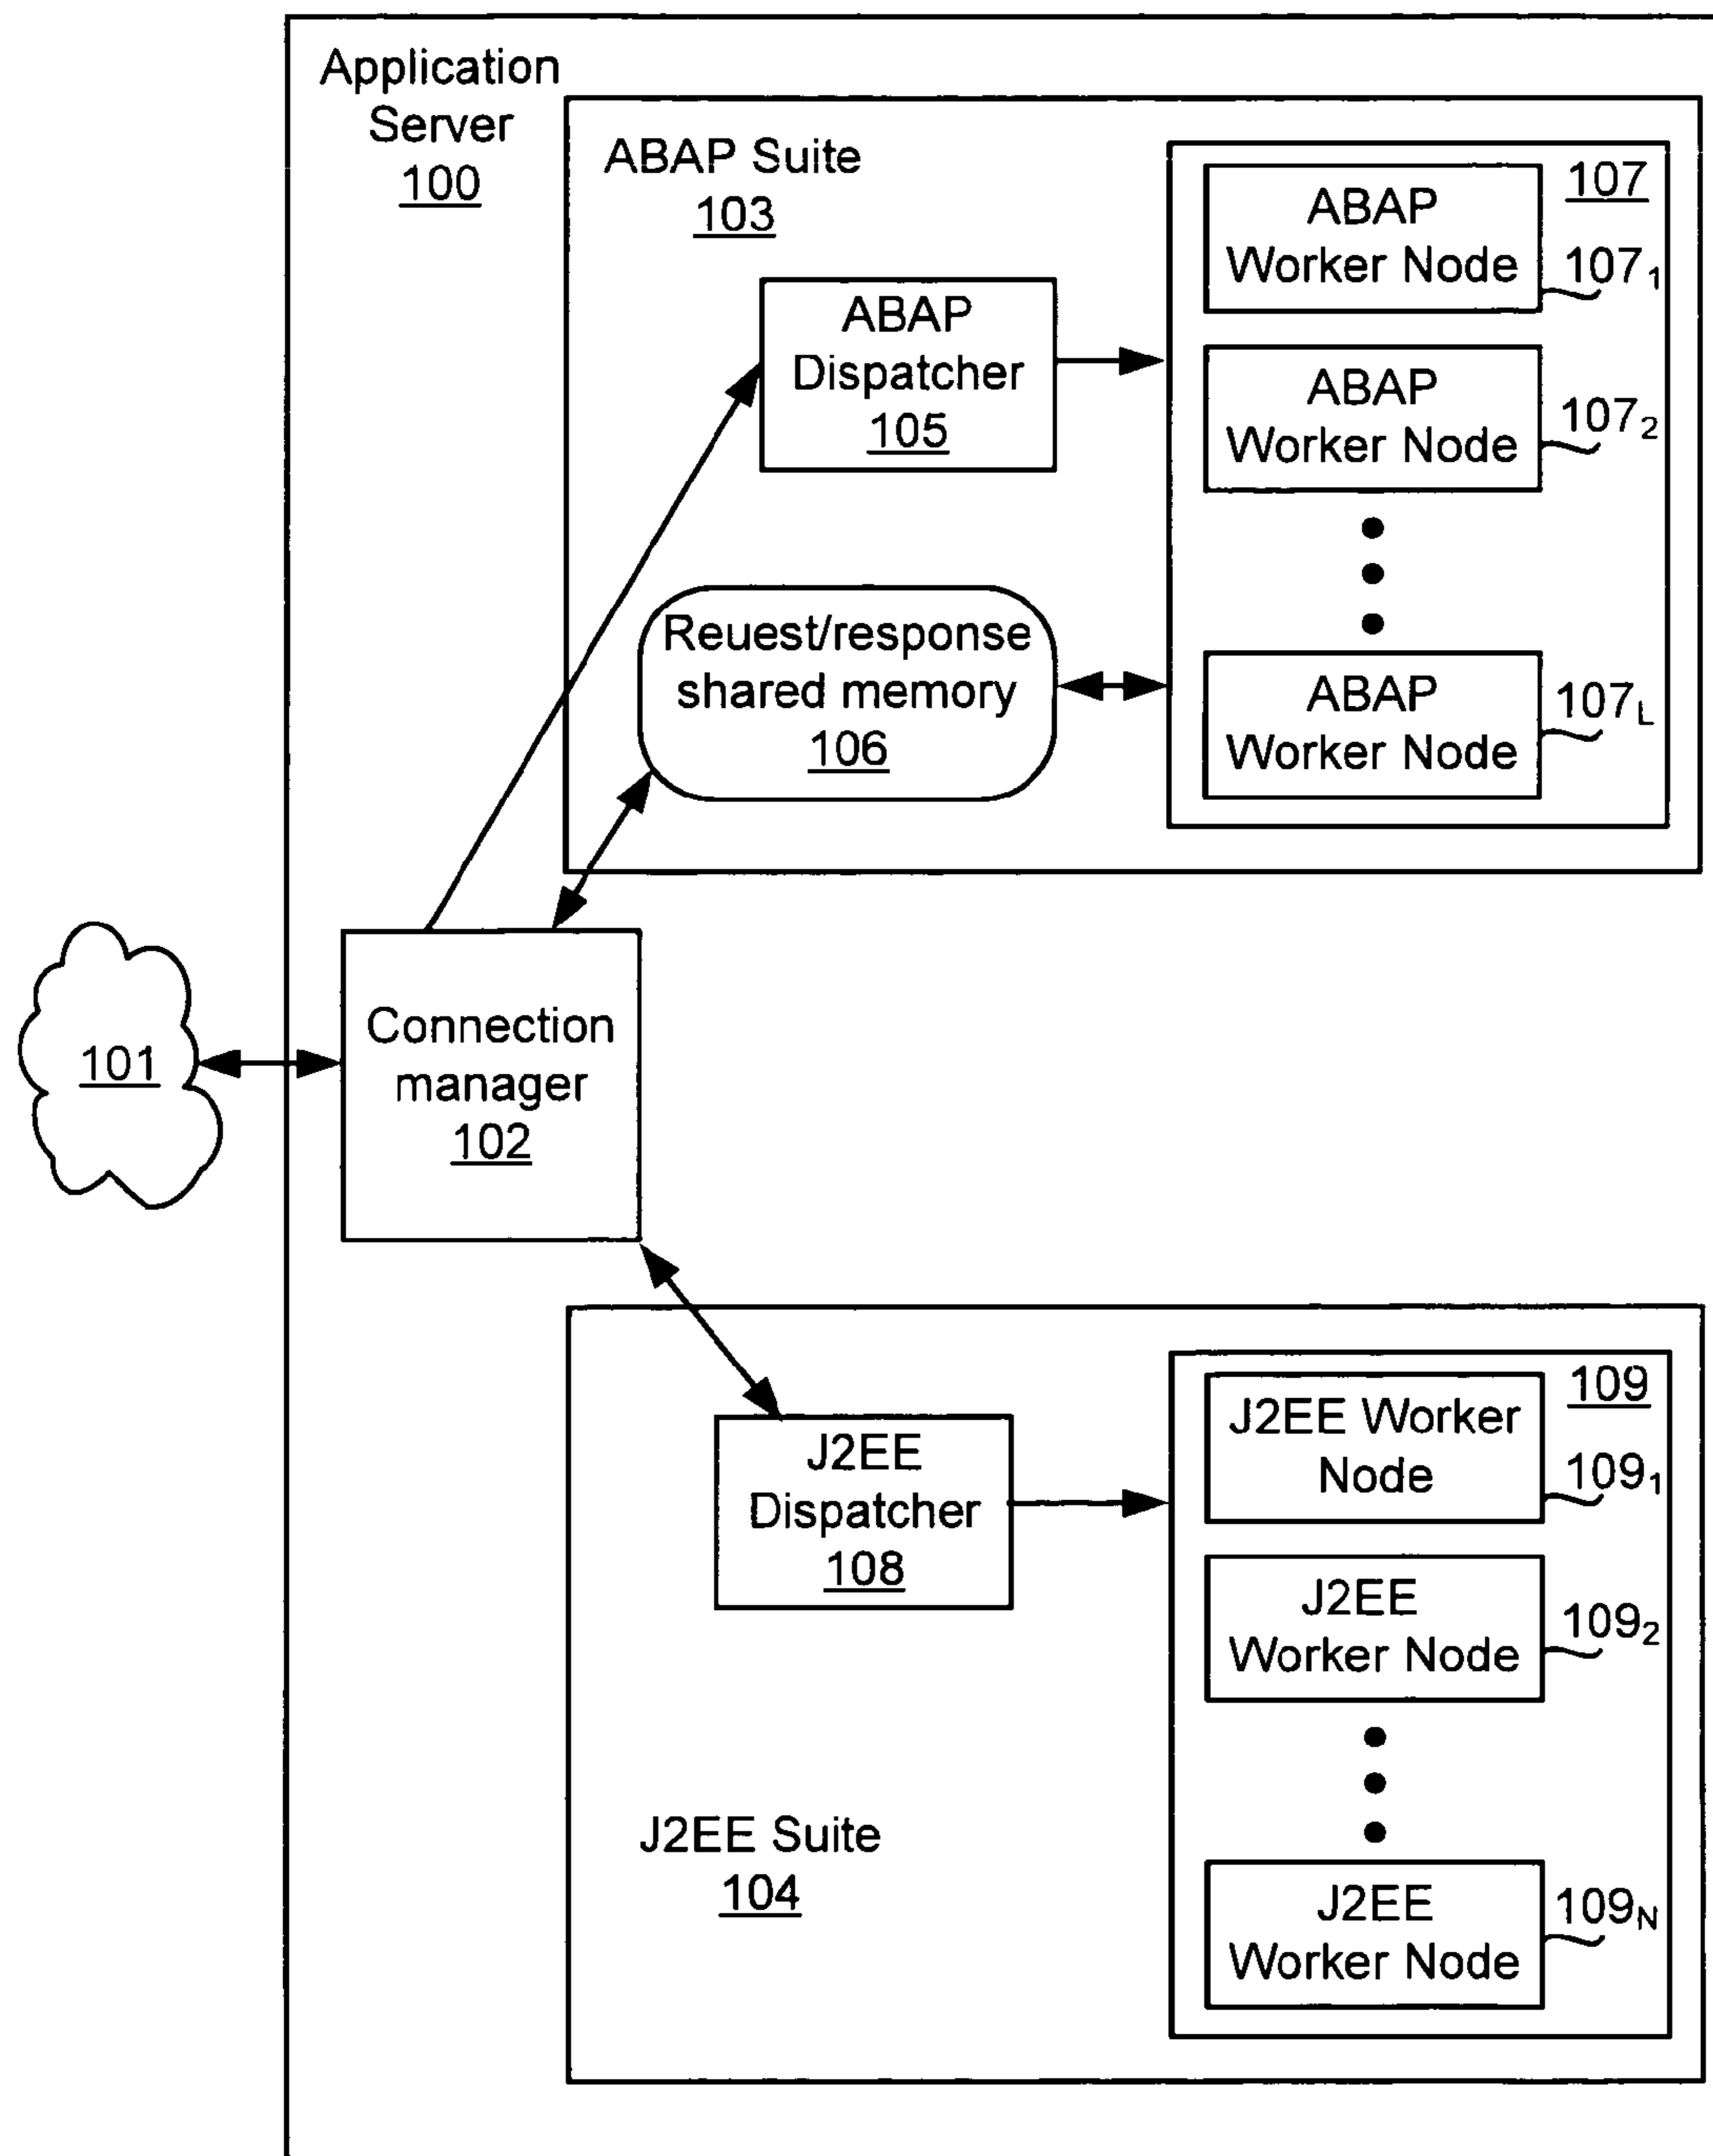 Application
Server
100
ABAP Suite
103
107
ABAP
Worker Node
107₁
ABAP
Dispatcher
105
ABAP
Worker Node
107₂
Reuest/response
shared memory
106
ABAP
Worker Node
107L
101
Connection
manager
102
109
J2EE Worker
Node
109₁
J2EE
Dispatcher
108
J2EE
Worker Node
109₂
J2EE Suite
104
J2EE
Worker Node
109N